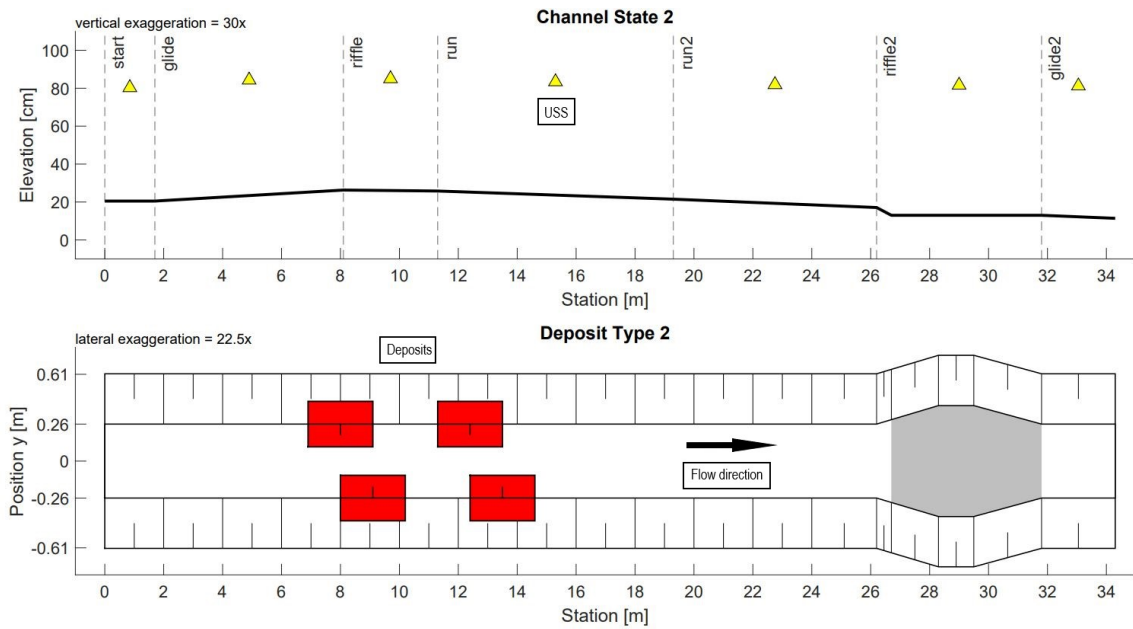 Channel State 2
vertical exaggeration = 30x
start
glide
riffle
run
run2
riffle2
glide2
100
80
60
40
20
0
Elevation [cm]
USS
0 2 4 6 8 10 12 14 16 18 20 22 24 26 28 30 32 34
Station [m]
Deposit Type 2
lateral exaggeration = 22.5x
Deposits
0.61
0.26
0
-0.26
-0.61
Position y [m]
Flow direction
0 2 4 6 8 10 12 14 16 18 20 22 24 26 28 30 32 34
Station [m]